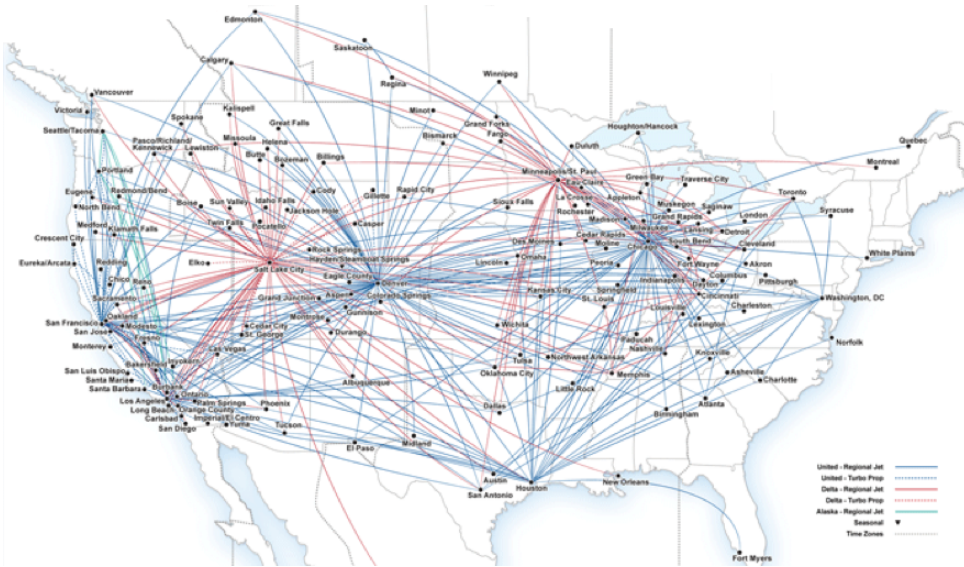 Edmonton
Saskatoon
Calgary
Regina
Winnipeg
Vancouver
Victoria
Spokane
Kalispell
Great Falls
Minot
Grand Forks
Fargo
Houghton/Hancock
Quebec
Seattle/Tacoma
Pasco/Richland/
Kennewick
Lewiston
Missoula
Helena
Bismarck
Duluth
Montreal
Portland
Butte
Bozeman
Billings
Minneapolis/St. Paul
Eau Claire
Green Bay
Traverse City
Eugene
Redmond/Bend
Boise
Sun Valley
Idaho Falls
Cody
Gillette
Rapid City
La Crosse
Appleton
Muskegon
Saginaw
Toronto
North Bend
Twin Falls
Pocatello
Jackson Hole
Sioux Falls
Rochester
Madison
Milwaukee
Grand Rapids
London
Syracuse
Medford
Klamath Falls
Casper
Lansing
Detroit
Crescent City
Rock Springs
Des Moines
Cedar Rapids
Moline
Chicago
South Bend
Cleveland
White Plains
Eureka/Arcata
Redding
Elko
Salt Lake City
Hayden/Steamboat Springs
Lincoln
Omaha
Peoria
Fort Wayne
Akron
Chico
Reno
Eagle County
Denver
Indianapolis
Dayton
Columbus
Pittsburgh
Sacramento
Grand Junction
Aspen
Colorado Springs
Kansas City
Springfield
St. Louis
Cincinnati
Washington, DC
Oakland
San Francisco
Modesto
Montrose
Gunnison
Louisville
Charleston
San Jose
Fresno
Cedar City
St. George
Durango
Wichita
Lexington
Monterey
Las Vegas
Paducah
Nashville
Norfolk
Bakersfield
Inyokern
Tulsa
Northwest Arkansas
Knoxville
San Luis Obispo
Santa Maria
Santa Barbara
Burbank
Ontario
Albuquerque
Oklahoma City
Little Rock
Memphis
Asheville
Charlotte
Los Angeles
Palm Springs
Long Beach
Orange County
Phoenix
Dallas
Birmingham
Atlanta
Carlsbad
Imperial/El Centro
San Diego
Yuma
Tucson
El Paso
Midland
Austin
San Antonio
Houston
New Orleans
Fort Myers
United - Regional Jet
United - Turbo Prop
Delta - Regional Jet
Delta - Turbo Prop
Alaska - Regional Jet
Seasonal
Time Zones